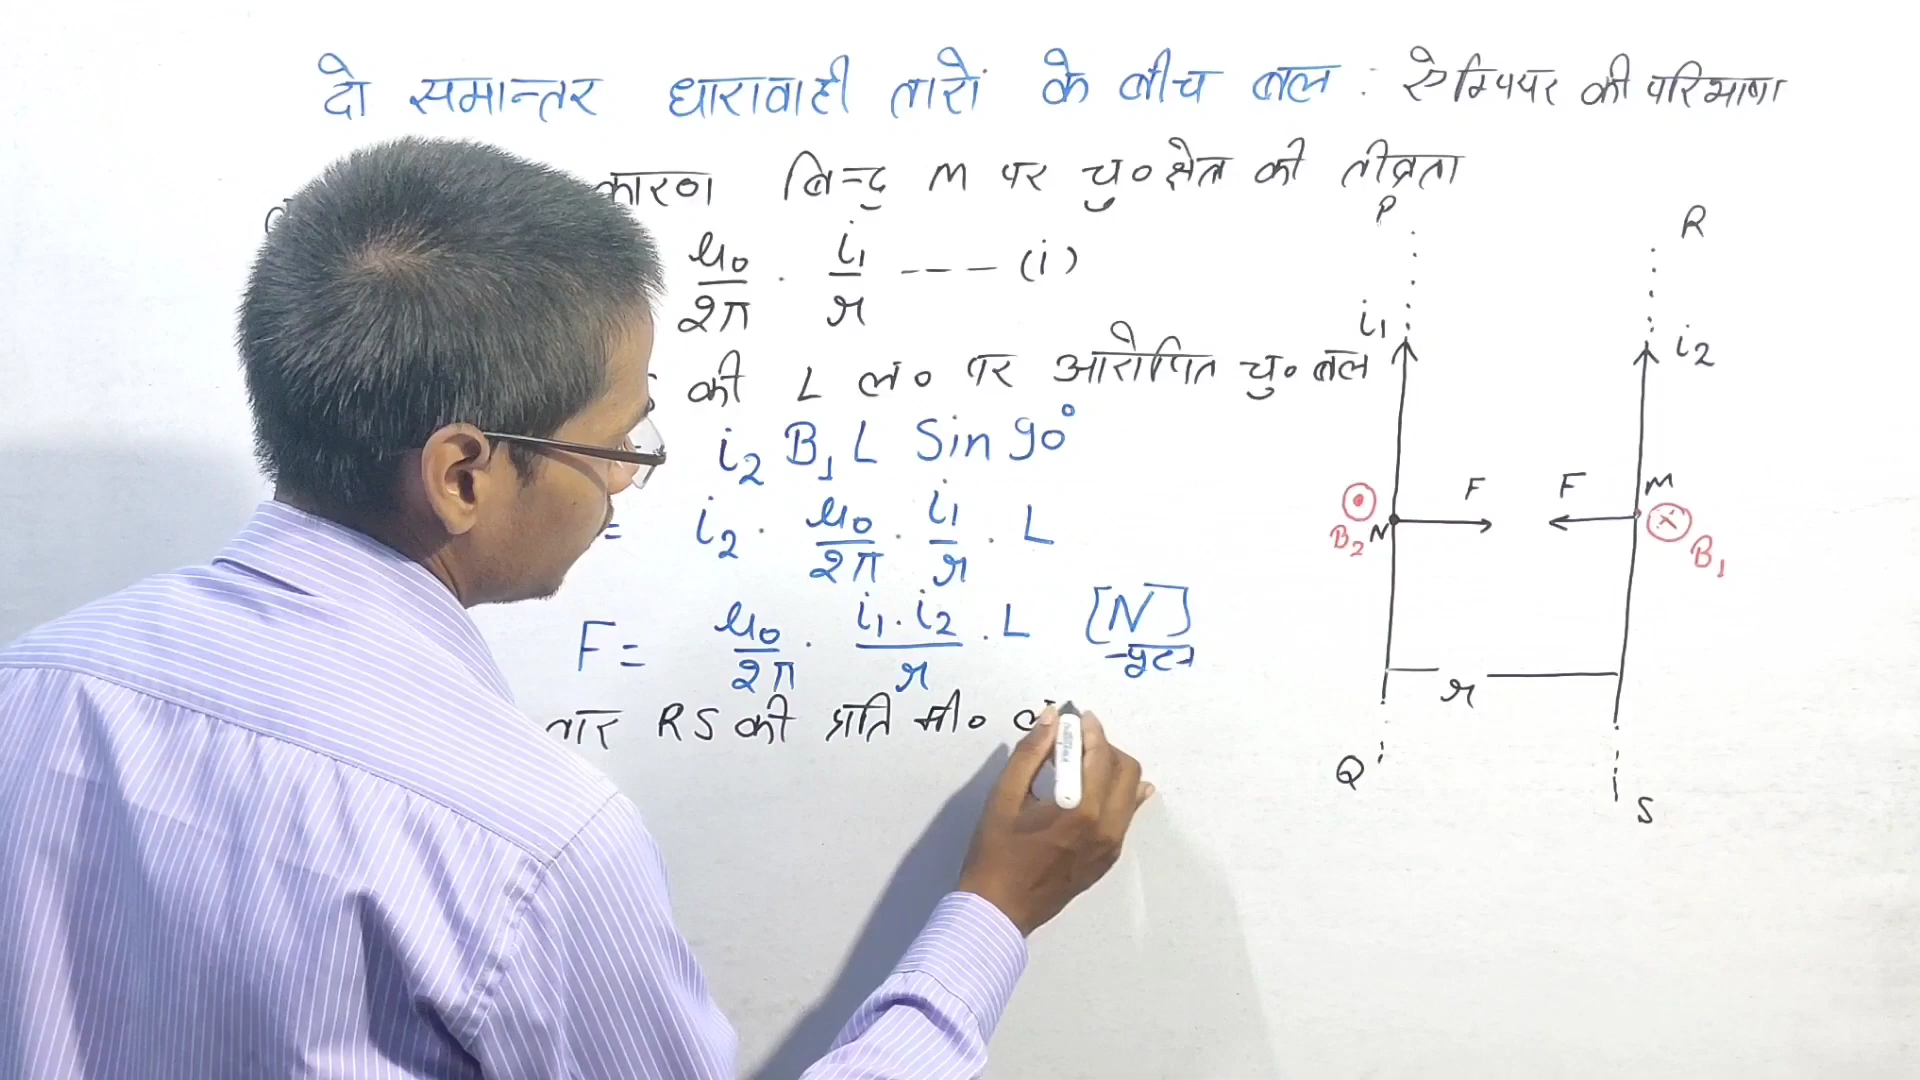 दो समान्तर धारावाही तारों के बीच बल : ऐम्पियर की परिभाषा
कारण बिन्दु M पर चु० क्षेत्र की तीव्रता
μ₀/2π · i₁/r ---- (i)
की L लं० पर आरोपित चु० बल
i₂ B₁ L Sin 90°
= i₂ · μ₀/2π · i₁/r · L
F = μ₀/2π · i₁·i₂/r · L [N]
न्यूटन
तार RS की प्रति मी०
P
R
i₁
i₂
F
F
M
B₂
N
B₁
r
Q
S